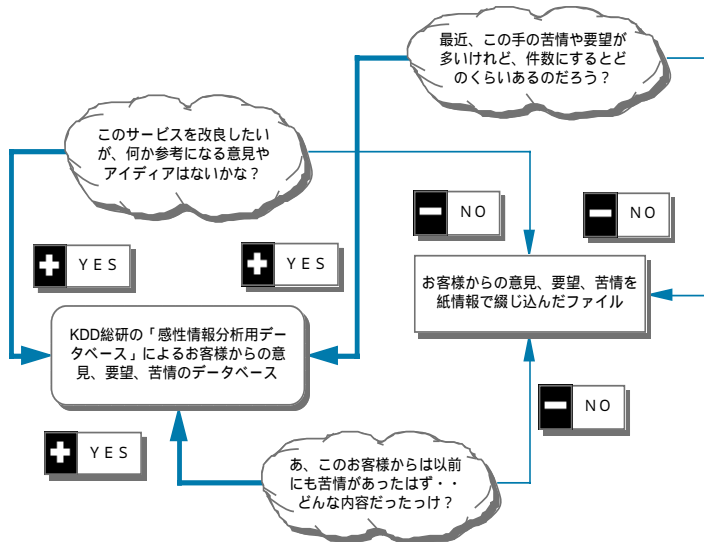 最近、この手の苦情や要望が
多いけれど、件数にするとど
のくらいあるのだろう？
このサービスを改良したい
が、何か参考になる意見や
アイディアはないかな？
NO
NO
YES
YES
お客様からの意見、要望、苦情を
紙情報で綴じ込んだファイル
KDD総研の「感性情報分析用デー
タベース」によるお客様からの意
見、要望、苦情のデータベース
NO
YES
あ、このお客様からは以前
にも苦情があったはず・・
どんな内容だったっけ？